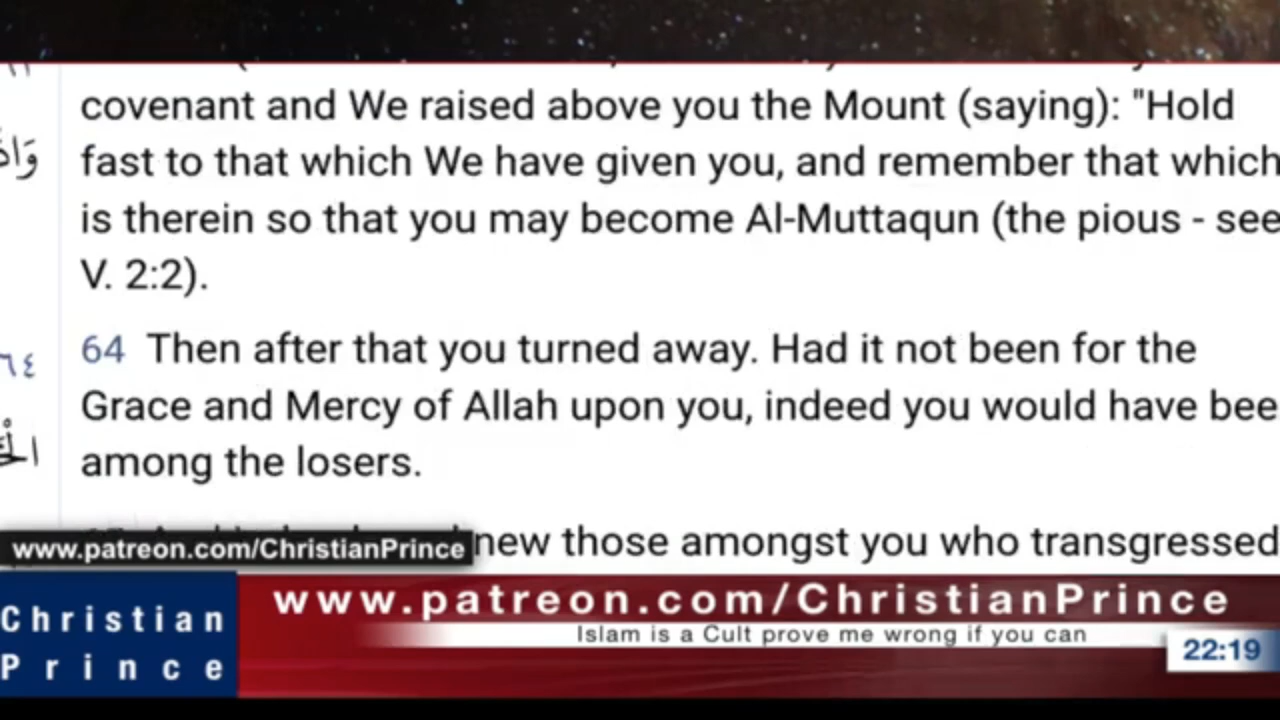 covenant and We raised above you the Mount (saying): "Hold
fast to that which We have given you, and remember that which
is therein so that you may become Al-Muttaqun (the pious - see
V. 2:2).
٦٤
64 Then after that you turned away. Had it not been for the
Grace and Mercy of Allah upon you, indeed you would have bee
among the losers.
new those amongst you who transgressed
www.patreon.com/ChristianPrince
www.patreon.com/ChristianPrince
Islam is a Cult prove me wrong if you can
Christian
Prince
22:19